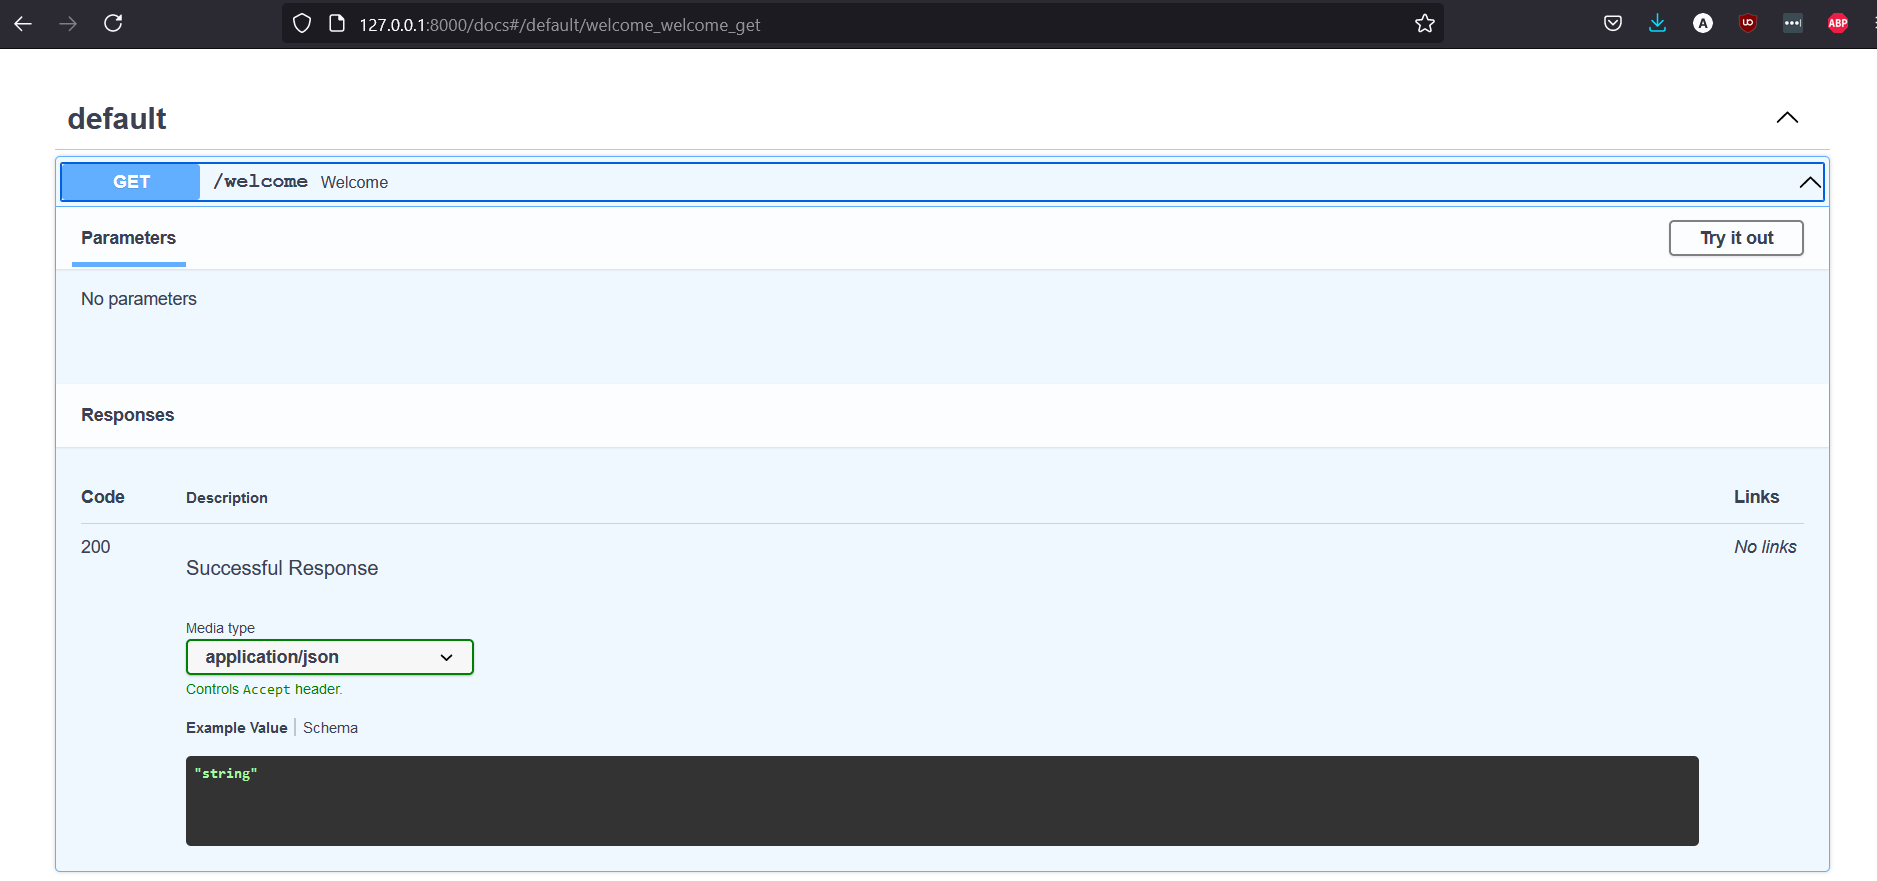 127.0.0.1:8000/docs#/default/welcome_welcome_get
A
UD
ABP
default
GET /welcome Welcome
Parameters
Try it out
No parameters
Responses
Code Description Links
200 No links
Successful Response
Media type
application/json
Controls Accept header.
Example Value Schema
"string"